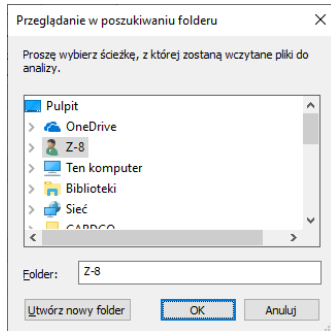 Przeglądanie w poszukiwaniu folderu
Proszę wybierz ścieżkę, z której zostaną wczytane pliki do
analizy.
Pulpit
OneDrive
Z-8
Ten komputer
Biblioteki
Sieć
Folder:
Z-8
Utwórz nowy folder
OK
Anuluj